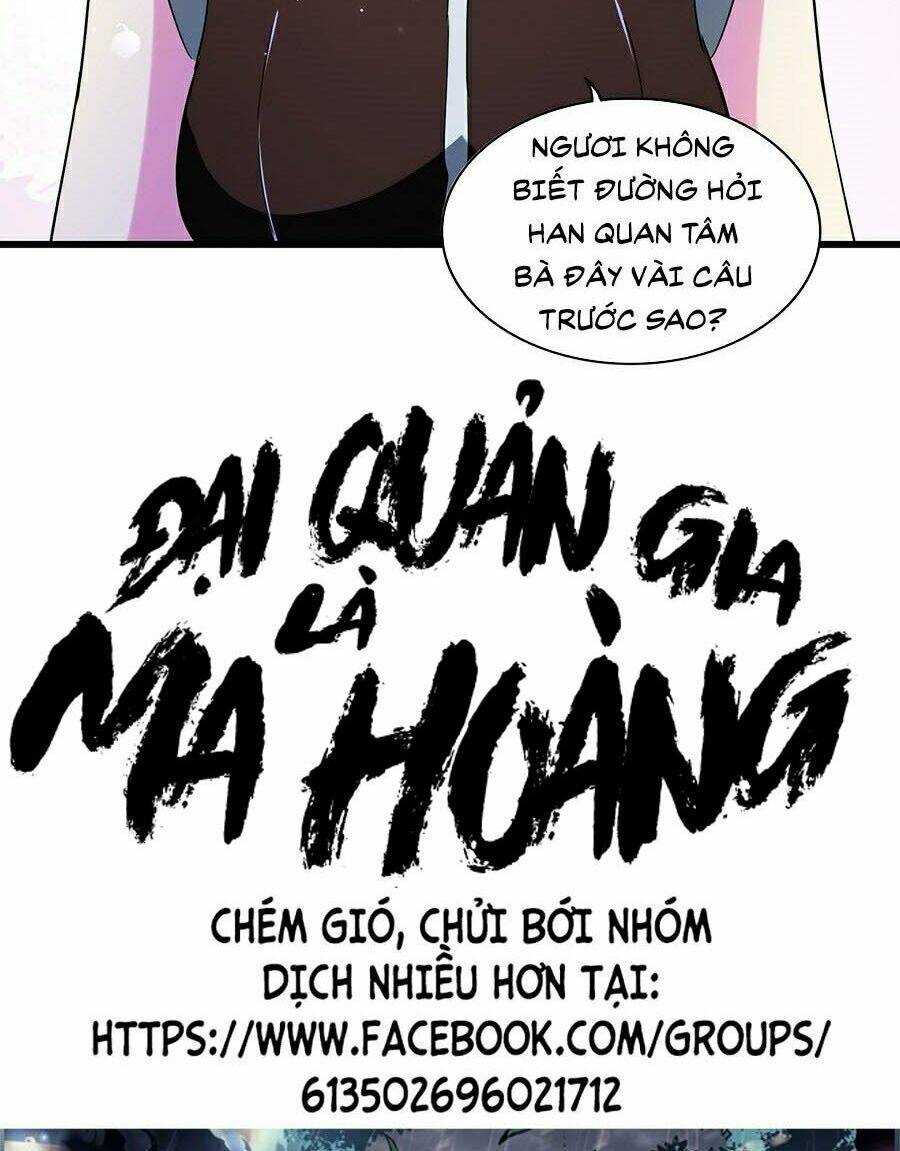 NGƯƠI KHÔNG
BIẾT ĐƯỜNG HỎI
HAN QUAN TÂM
BÀ ĐÂY VÀI CÂU
TRƯỚC SAO?
ĐẠI QUẢN GIA
LÀ
MA HOÀNG
CHÉM GIÓ, CHỬI BỚI NHÓM
DỊCH NHIỀU HƠN TẠI:
HTTPS://WWW.FACEBOOK.COM/GROUPS/
613502696021712